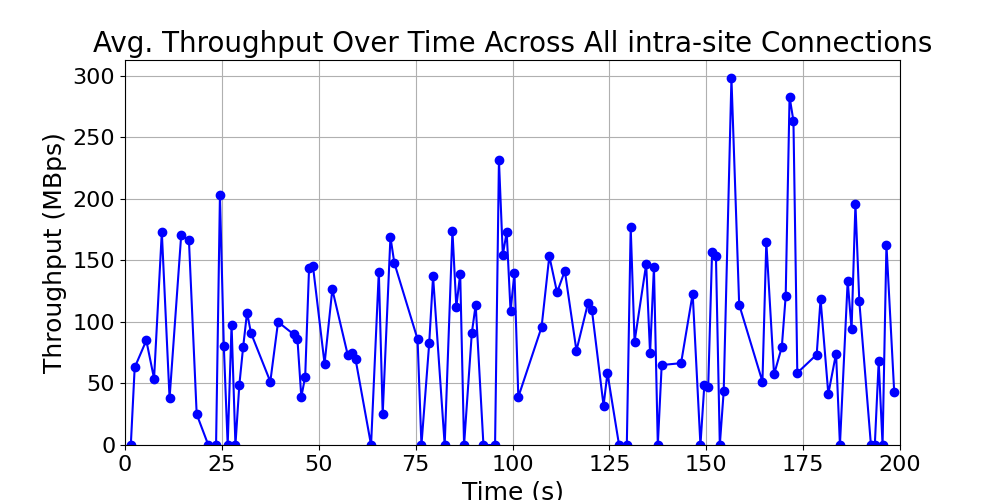 Avg. Throughput Over Time Across All intra-site Connections
300
250
200
150
100
50
0
Throughput (MBps)
0 25 50 75 100 125 150 175 200
Time (s)